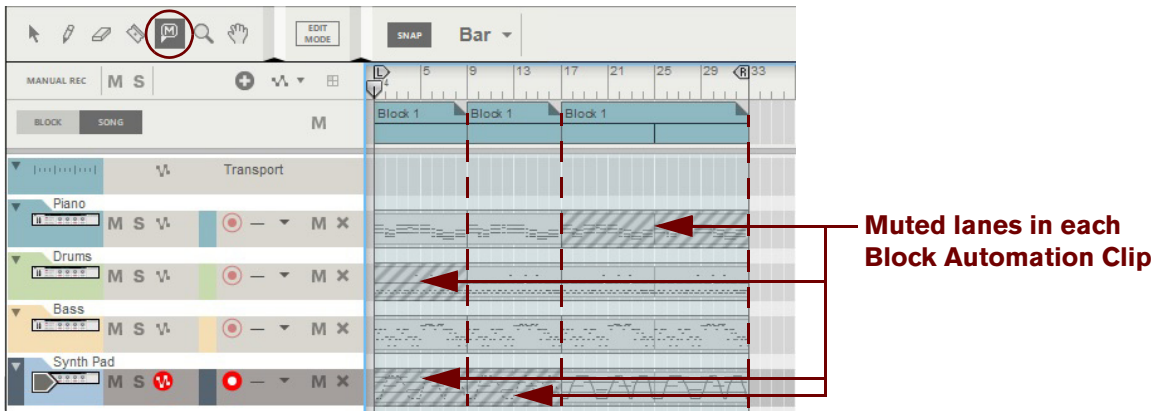 M
EDIT
MODE
SNAP
Bar
MANUAL REC
M S
L
5
9
13
17
21
25
29
R
33
4
BLOCK
SONG
M
Block 1
Block 1
Block 1
Transport
Piano
M S
M
Drums
M S
M
Bass
M S
M
Synth Pad
M S
M
Muted lanes in each
Block Automation Clip